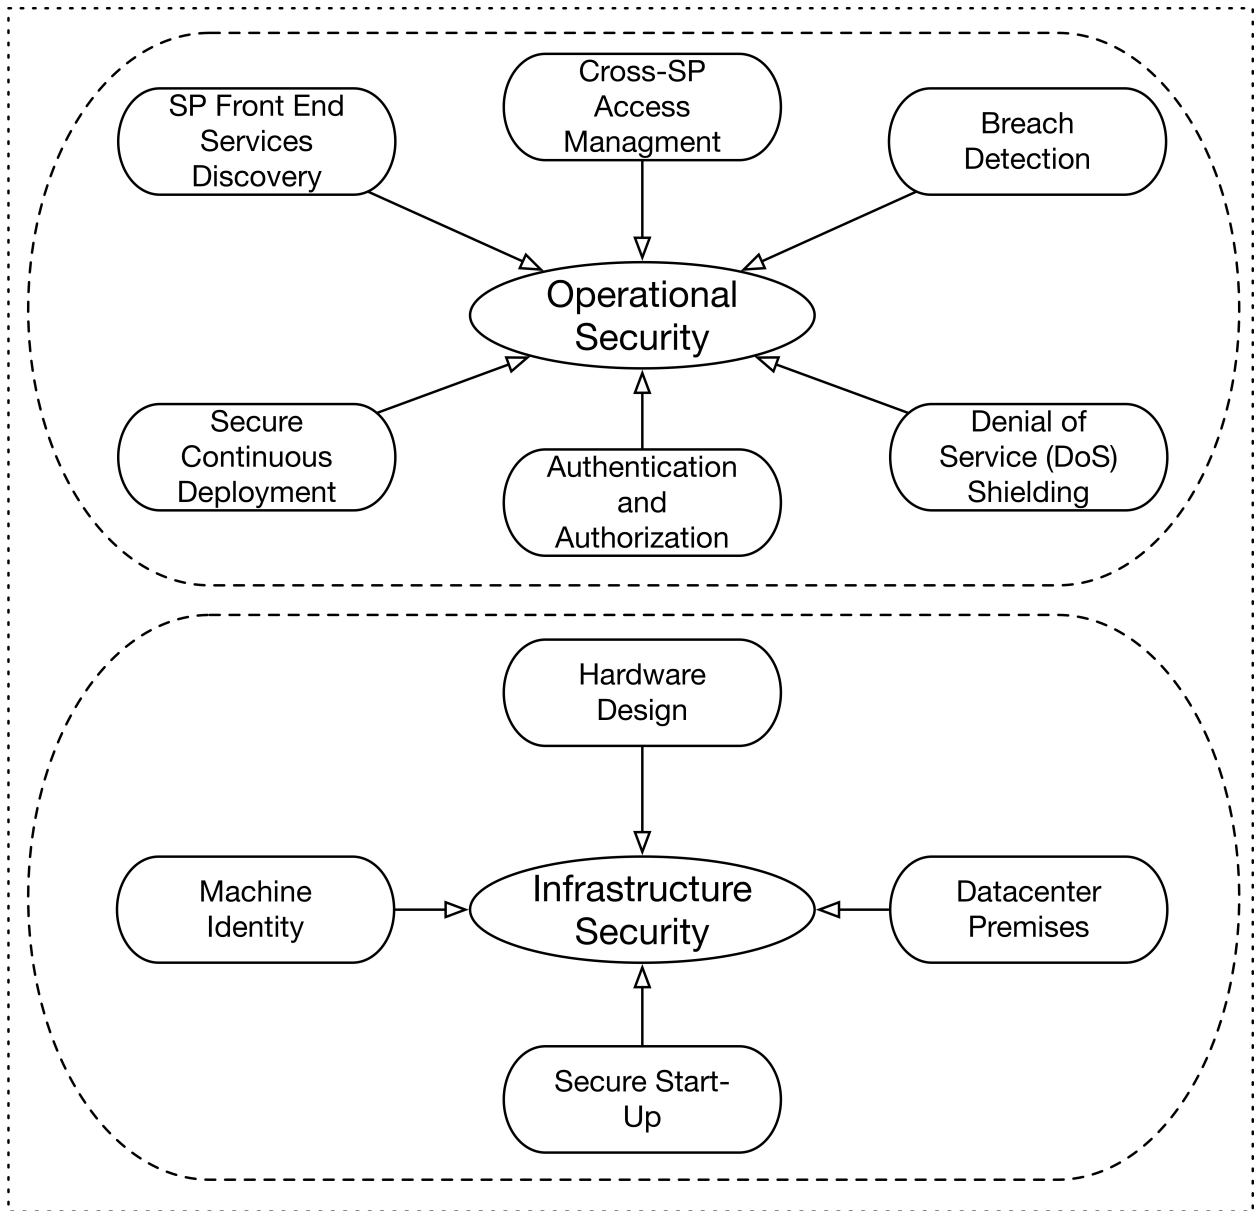 Cross-SP
Access
Managment
SP Front End
Services
Discovery
Breach
Detection
Operational
Security
Secure
Continuous
Deployment
Authentication
and
Authorization
Denial of
Service (DoS)
Shielding
Hardware
Design
Machine
Identity
Infrastructure
Security
Datacenter
Premises
Secure Start-
Up